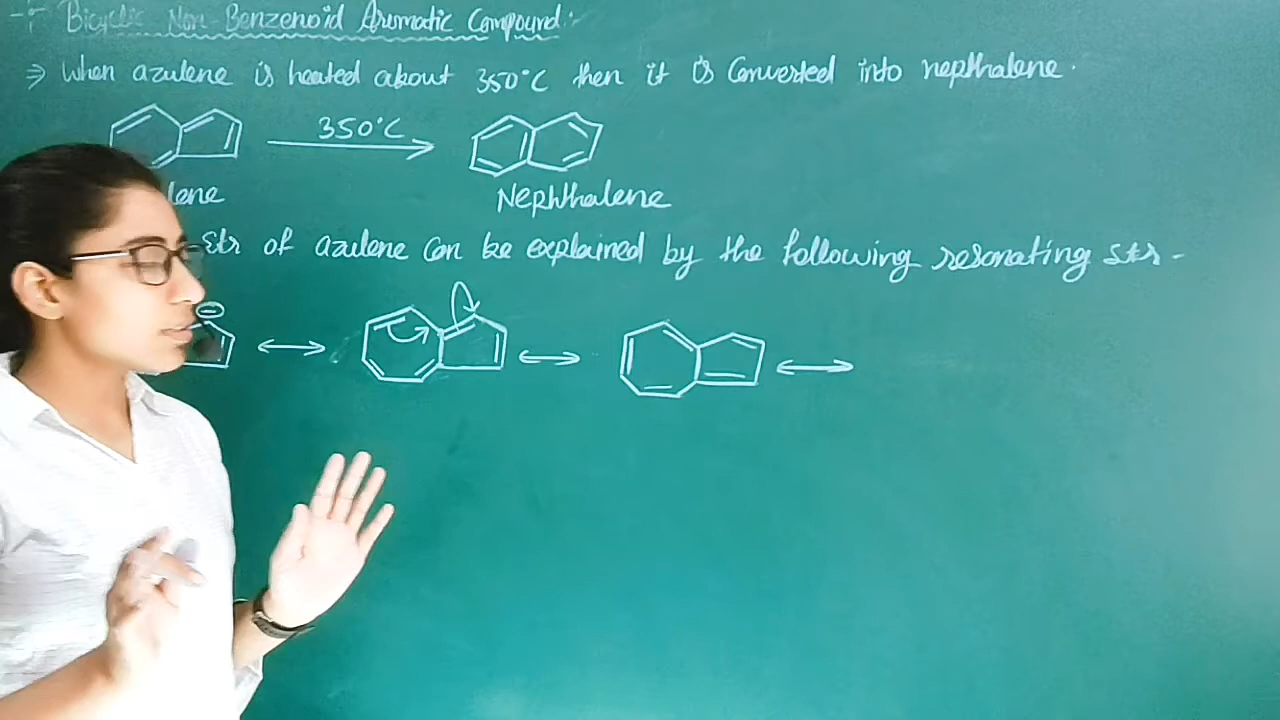 Bicyclic Non-Benzenoid Aromatic Compound:-
⇒ When azulene is heated about 350°C then it is Converted into nepthalene.
350°C
lene
Nephthalene
Str of azulene can be explained by the following resonating str-
⊖